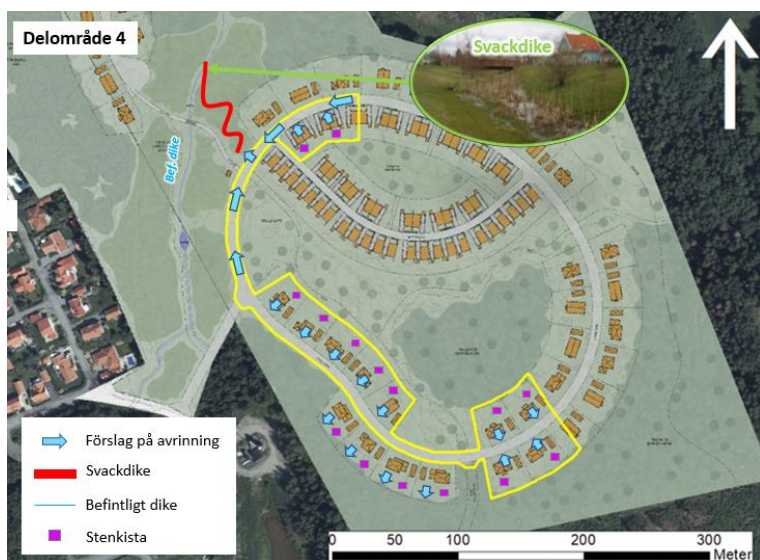 Delområde 4
Svackdike
Bef. dike
Förslag på avrinning
Svackdike
Befintligt dike
Stenkista
0 50 100 200 300
Meter